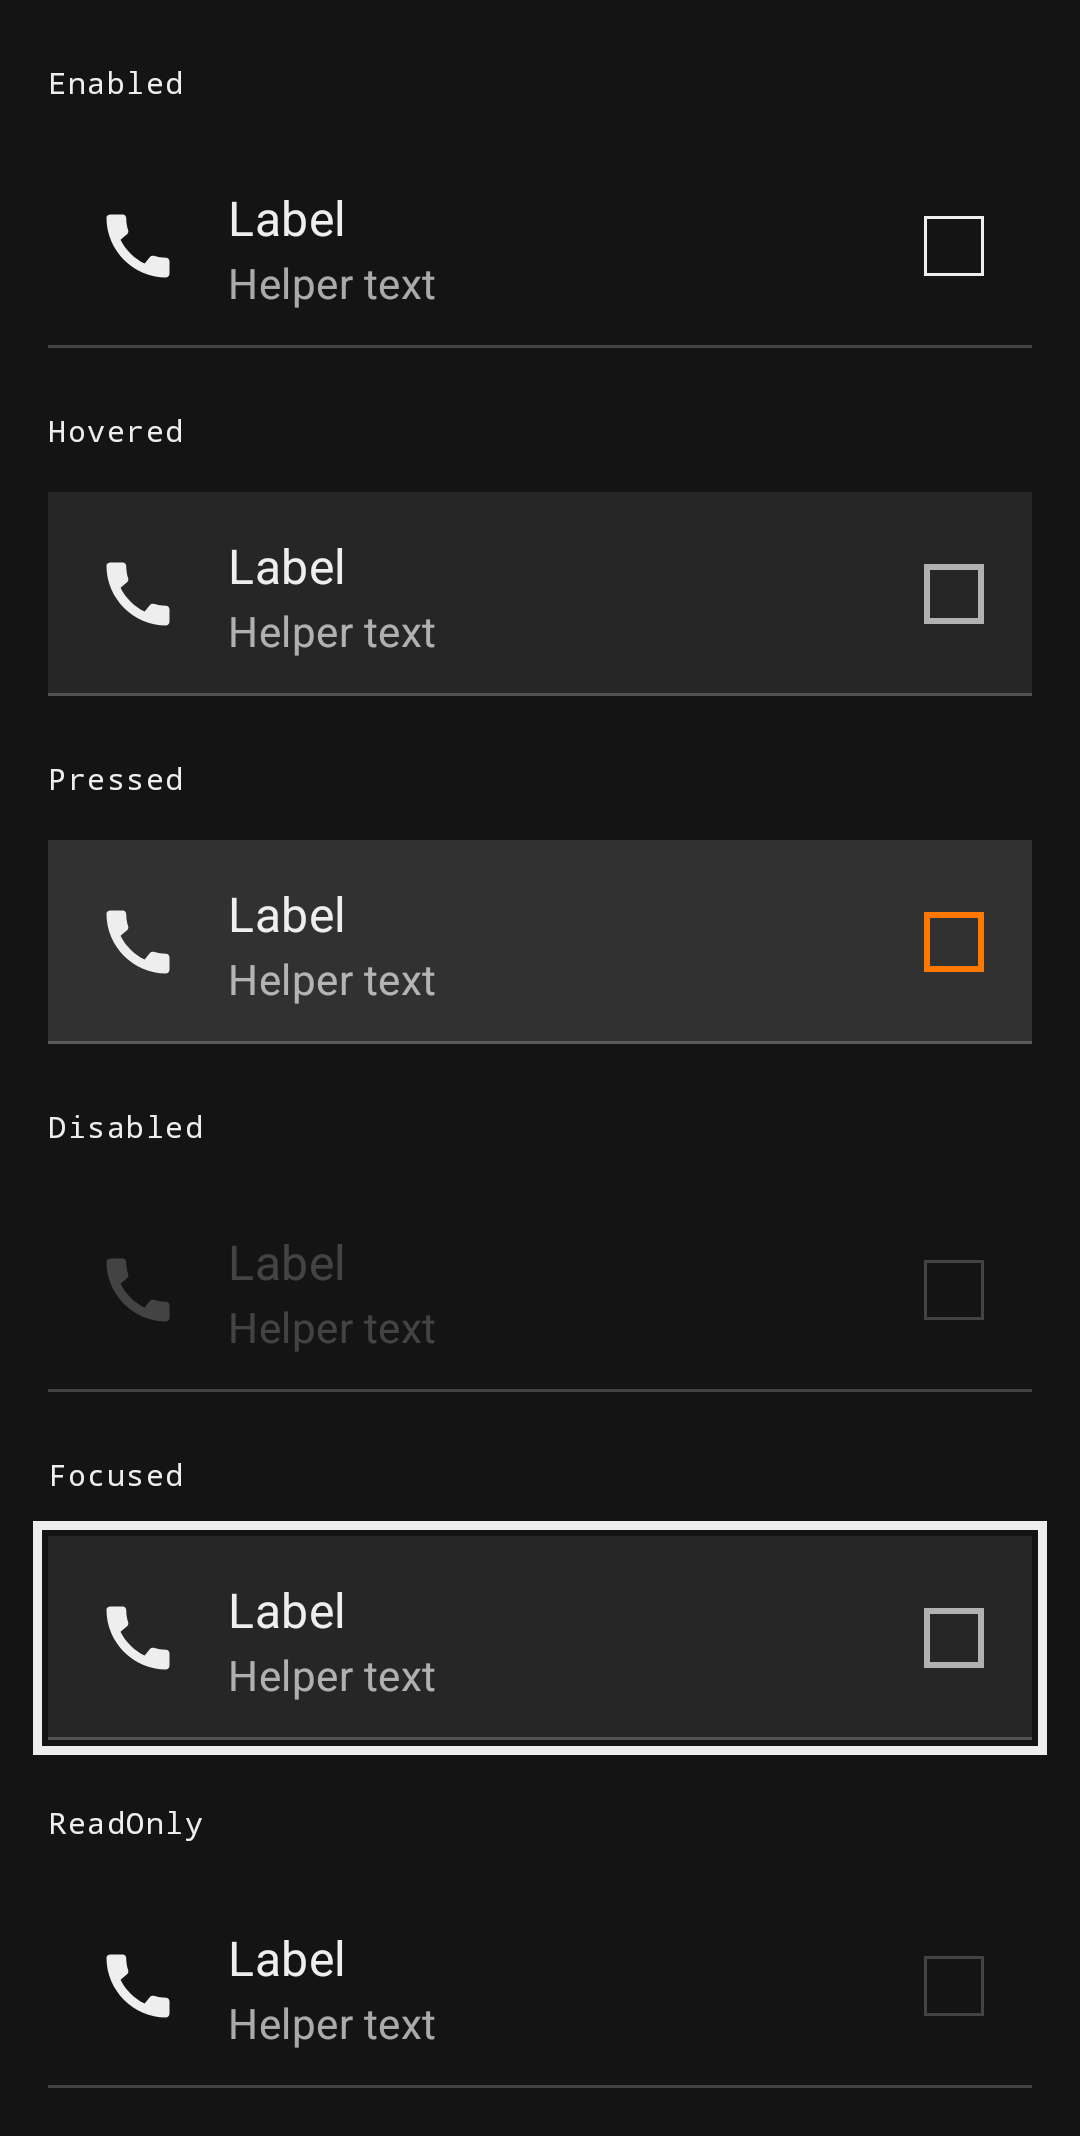 Enabled
Label
Helper text
Hovered
Label
Helper text
Pressed
Label
Helper text
Disabled
Label
Helper text
Focused
Label
Helper text
ReadOnly
Label
Helper text